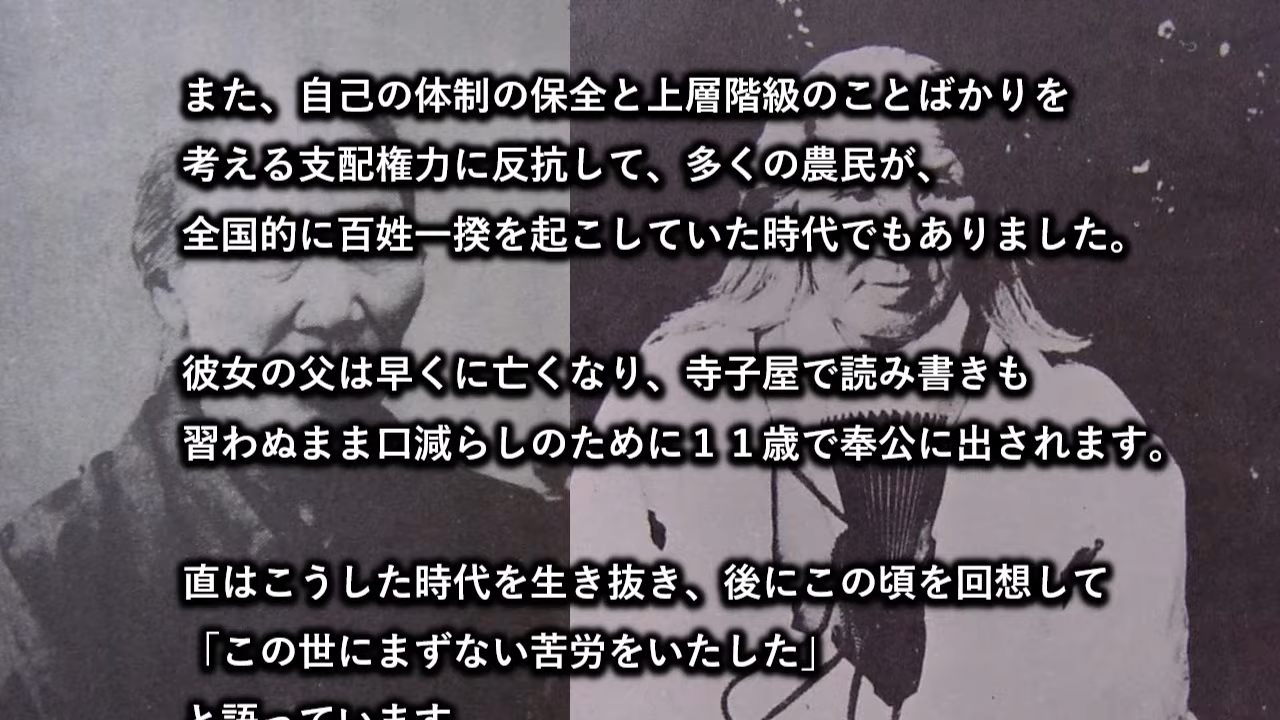 また、自己の体制の保全と上層階級のことばかりを
考える支配権力に反抗して、多くの農民が、
全国的に百姓一揆を起こしていた時代でもありました。
彼女の父は早くに亡くなり、寺子屋で読み書きも
習わぬまま口減らしのために１１歳で奉公に出されます。
直はこうした時代を生き抜き、後にこの頃を回想して
「この世にまずない苦労をいたした」
と語っています